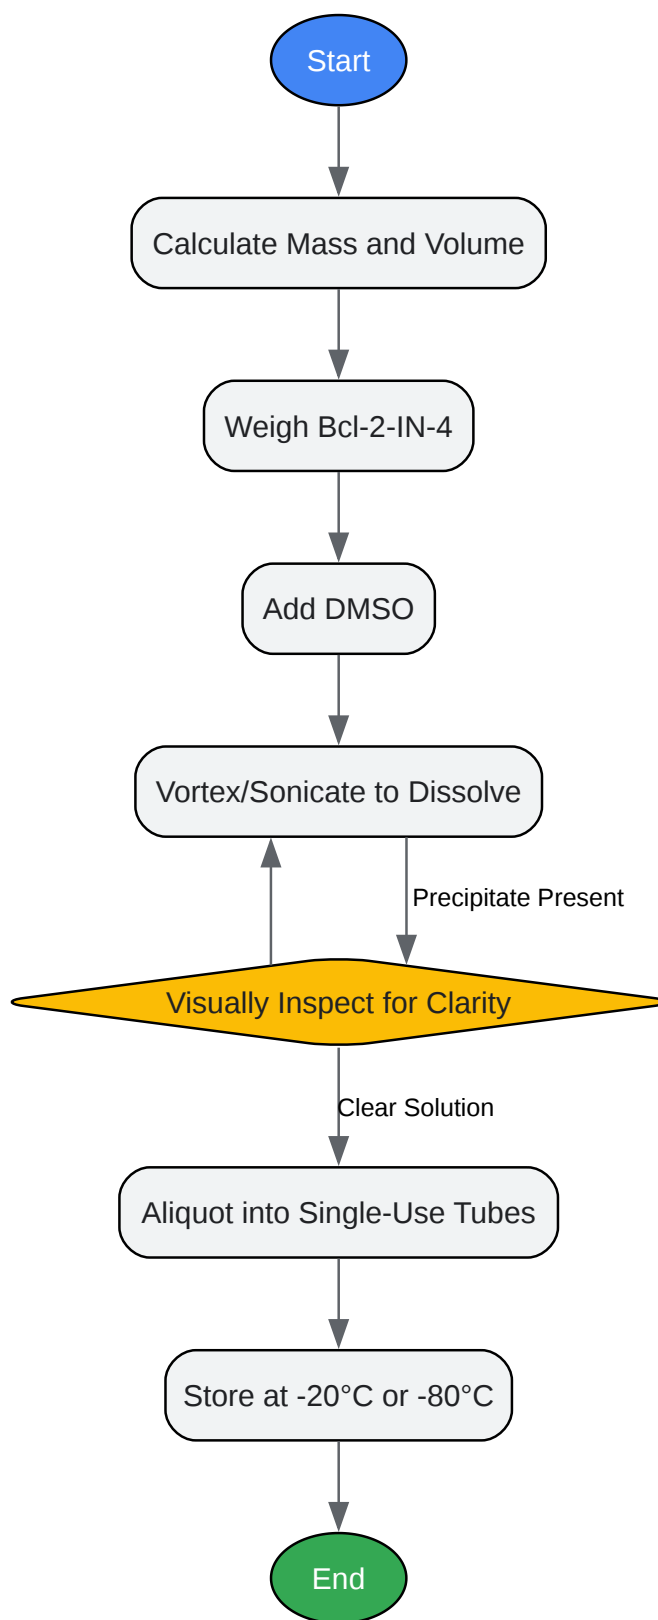 Start
Calculate Mass and Volume
Weigh Bcl-2-IN-4
Add DMSO
Vortex/Sonicate to Dissolve
Precipitate Present
Visually Inspect for Clarity
Clear Solution
Aliquot into Single-Use Tubes
Store at -20°C or -80°C
End